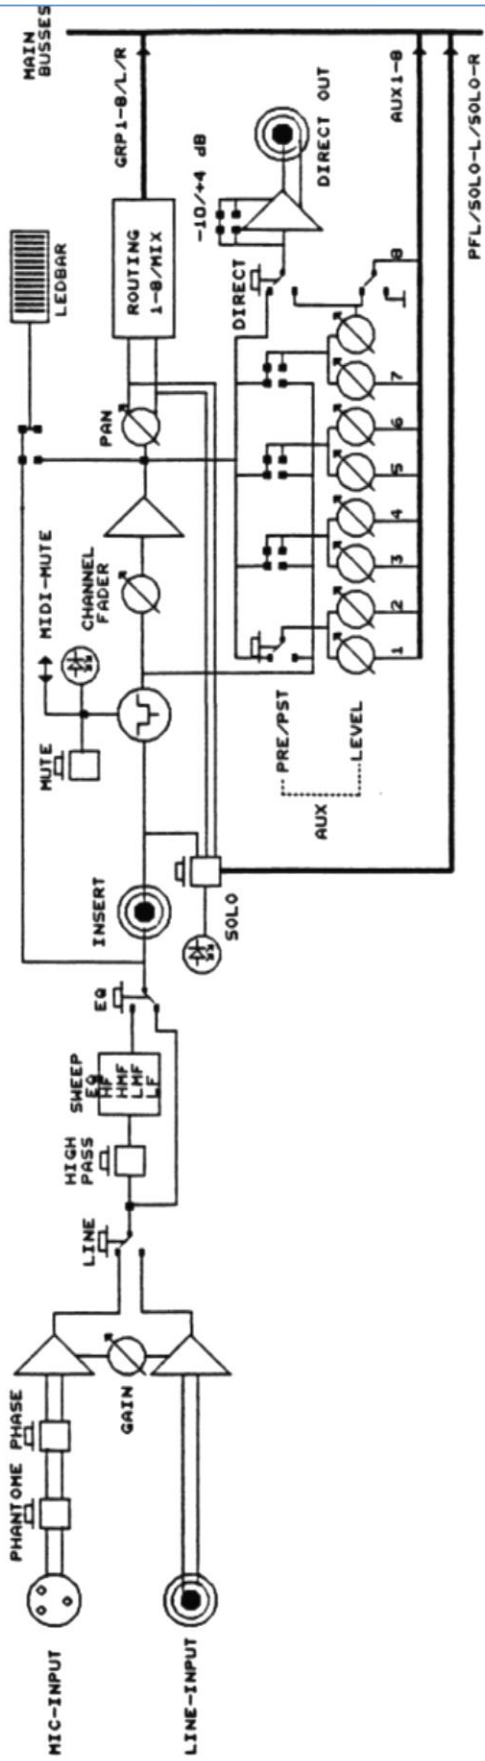 MIC-INPUT
LINE-INPUT
PHANTOME
PHASE
GAIN
LINE
HIGH
PASS
SWEEP
EQ
HF
HMF
LMF
LF
EQ
INSERT
SOLO
MUTE
MIDI-MUTE
CHANNEL
FADER
PAN
LEDBAR
ROUTING
1-8/MIX
GRP1-8/L/R
MAIN
BUSSES
AUX
PRE/PST
LEVEL
1
2
3
4
5
6
7
8
DIRECT
-10/+4 dB
DIRECT OUT
AUX1-8
PFL/SOLO-L/SOLO-R